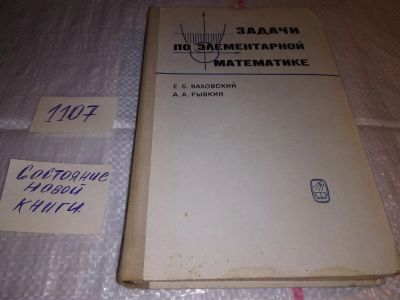 ЗАДАЧИ
ПО ЭЛЕМЕНТАРНОЙ
МАТЕМАТИКЕ
Е. Б. ВАХОВСКИЙ
А. А. РЫВКИН
1107
Состояние
новой
книги.